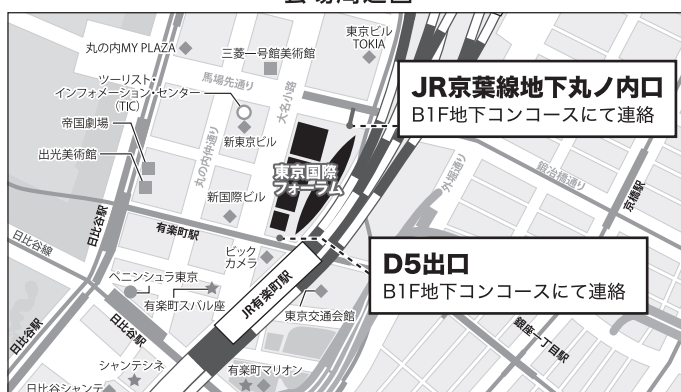 会場周辺図
丸の内MY PLAZA
三菱一号館美術館
東京ビル
TOKIA
ツーリスト・
インフォメーション・センター
（TIC）
馬場先通り
大名小路
JR京葉線地下丸ノ内口
B1F地下コンコースにて連絡
帝国劇場
新東京ビル
丸の内仲通り
出光美術館
東京国際
フォーラム
外堀通り
鍛冶橋通り
京橋駅
新国際ビル
日比谷駅
有楽町駅
日比谷線
ビック
カメラ
D5出口
B1F地下コンコースにて連絡
ペニンシュラ東京
有楽町スバル座
JR有楽町駅
東京交通会館
日比谷駅
日比谷駅
銀座一丁目駅
シャンテシネ
有楽町マリオン
日比谷シャンテ